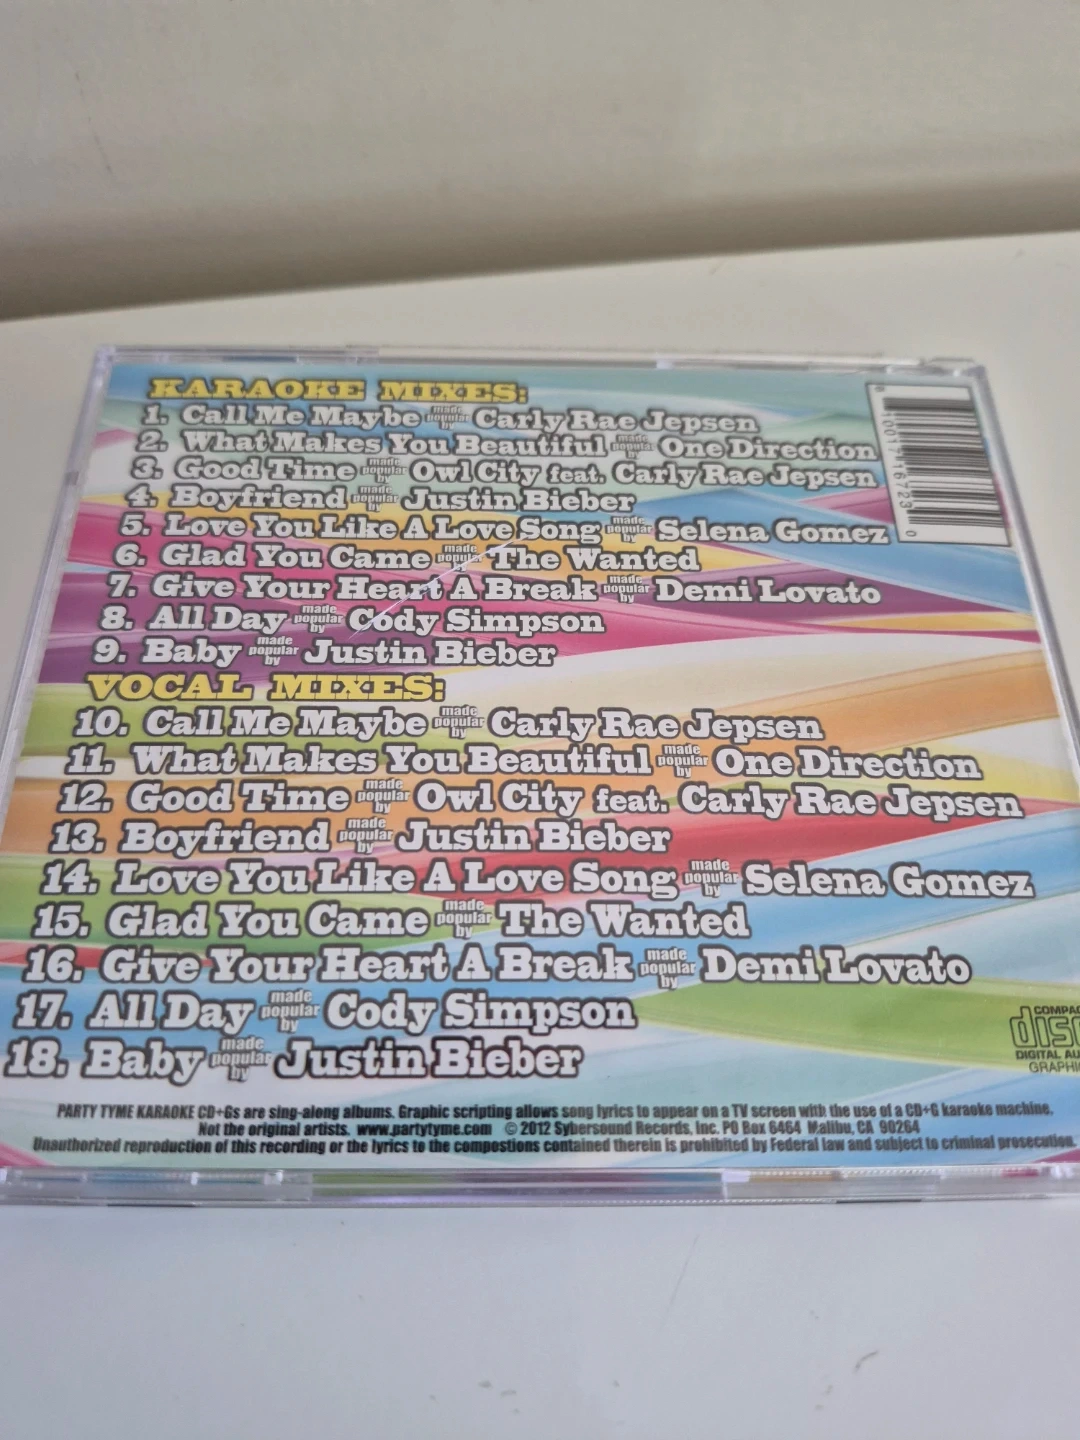 KARAOKE MIXES:
1. Call Me Maybe made popular by Carly Rae Jepsen
2. What Makes You Beautiful made popular by One Direction
3. Good Time made popular by Owl City feat. Carly Rae Jepsen
4. Boyfriend made popular by Justin Bieber
5. Love You Like A Love Song made popular by Selena Gomez
6. Glad You Came made popular The Wanted
7. Give Your Heart A Break made popular by Demi Lovato
8. All Day made popular by Cody Simpson
9. Baby made popular by Justin Bieber
VOCAL MIXES:
10. Call Me Maybe made popular by Carly Rae Jepsen
11. What Makes You Beautiful made popular by One Direction
12. Good Time made popular by Owl City feat. Carly Rae Jepsen
13. Boyfriend made popular by Justin Bieber
14. Love You Like A Love Song made popular by Selena Gomez
15. Glad You Came made popular by The Wanted
16. Give Your Heart A Break made popular by Demi Lovato
17. All Day made popular by Cody Simpson
18. Baby made popular by Justin Bieber
COMPAC
disc
DIGITAL AU
GRAPHI
PARTY TYME KARAOKE CD+Gs are sing-along albums. Graphic scripting allows song lyrics to appear on a TV screen with the use of a CD+G karaoke machine.
Not the original artists. www.partytyme.com © 2012 Sybersound Records, Inc. PO Box 6464 Malibu, CA 90264
Unauthorized reproduction of this recording or the lyrics to the compostions contained therein is prohibited by Federal law and subject to criminal prosecution.